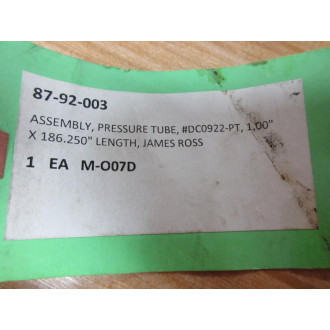 87-92-003
ASSEMBLY, PRESSURE TUBE, #DC0922-PT, 1.00"
X 186.250" LENGTH, JAMES ROSS
1 EA M-O07D